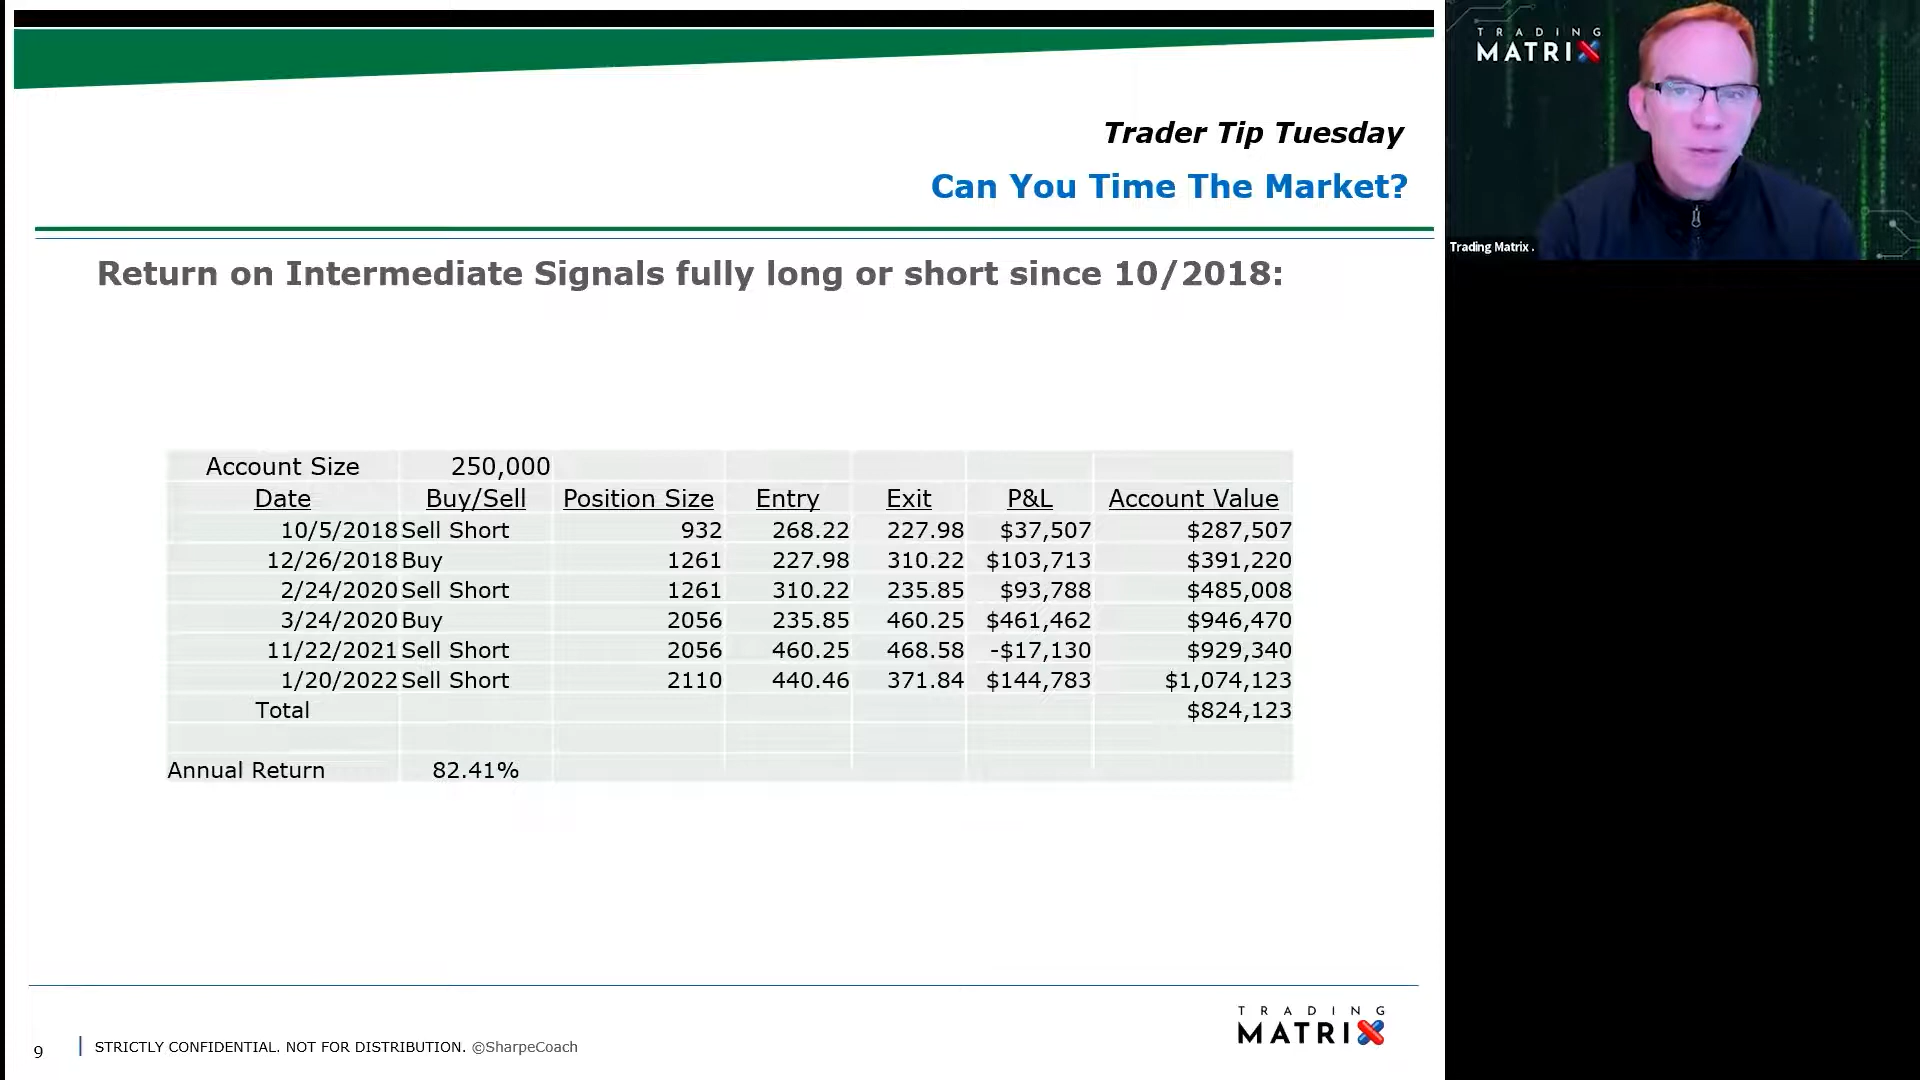 Trader Tip Tuesday
Can You Time The Market?
Return on Intermediate Signals fully long or short since 10/2018:
Account Size 250,000
Date Buy/Sell Position Size Entry Exit P&L Account Value
10/5/2018 Sell Short 932 268.22 227.98 $37,507 $287,507
12/26/2018 Buy 1261 227.98 310.22 $103,713 $391,220
2/24/2020 Sell Short 1261 310.22 235.85 $93,788 $485,008
3/24/2020 Buy 2056 235.85 460.25 $461,462 $946,470
11/22/2021 Sell Short 2056 460.25 468.58 -$17,130 $929,340
1/20/2022 Sell Short 2110 440.46 371.84 $144,783 $1,074,123
Total $824,123
Annual Return 82.41%
9 STRICTLY CONFIDENTIAL. NOT FOR DISTRIBUTION. ©SharpeCoach
TRADING
MATRIX
TRADING
MATRIX
Trading Matrix .